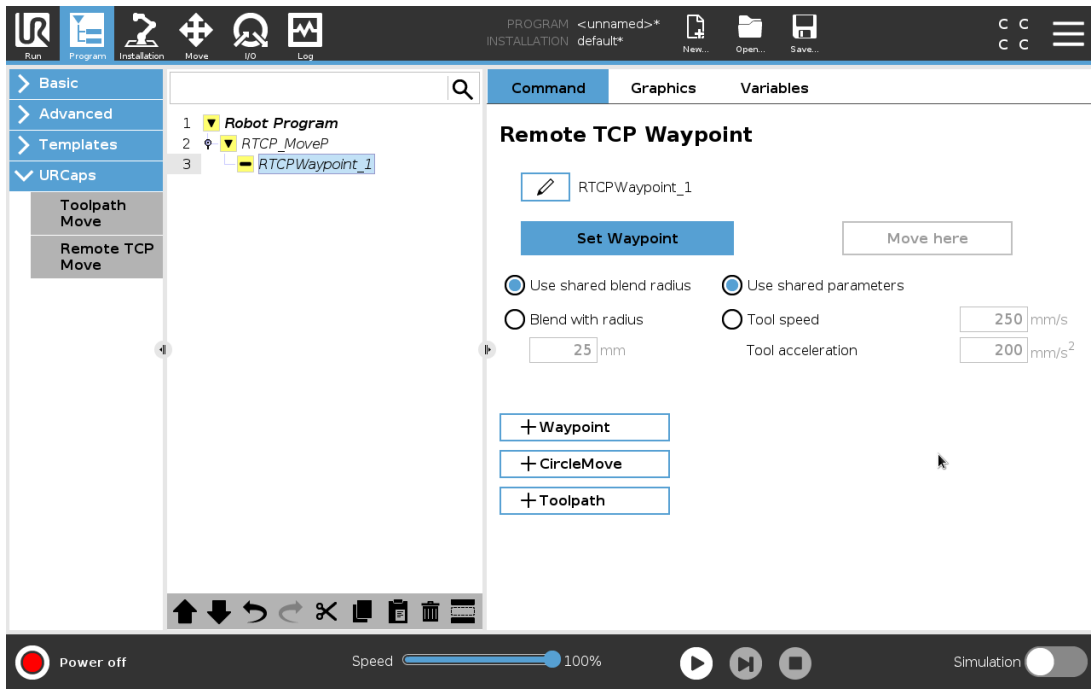 UR
PROGRAM <unnamed>*
INSTALLATION default*
New... Open... Save...
C C
C C
Run Program Installation Move I/O Log
Basic
Advanced
Templates
URCaps
Toolpath
Move
Remote TCP
Move
1 Robot Program
2 RTCP_MoveP
3 RTCPWaypoint_1
Command Graphics Variables
Remote TCP Waypoint
RTCPWaypoint_1
Set Waypoint Move here
Use shared blend radius Use shared parameters
Blend with radius Tool speed 250 mm/s
25 mm Tool acceleration 200 mm/s²
+ Waypoint
+ CircleMove
+ Toolpath
Power off Speed 100% Simulation